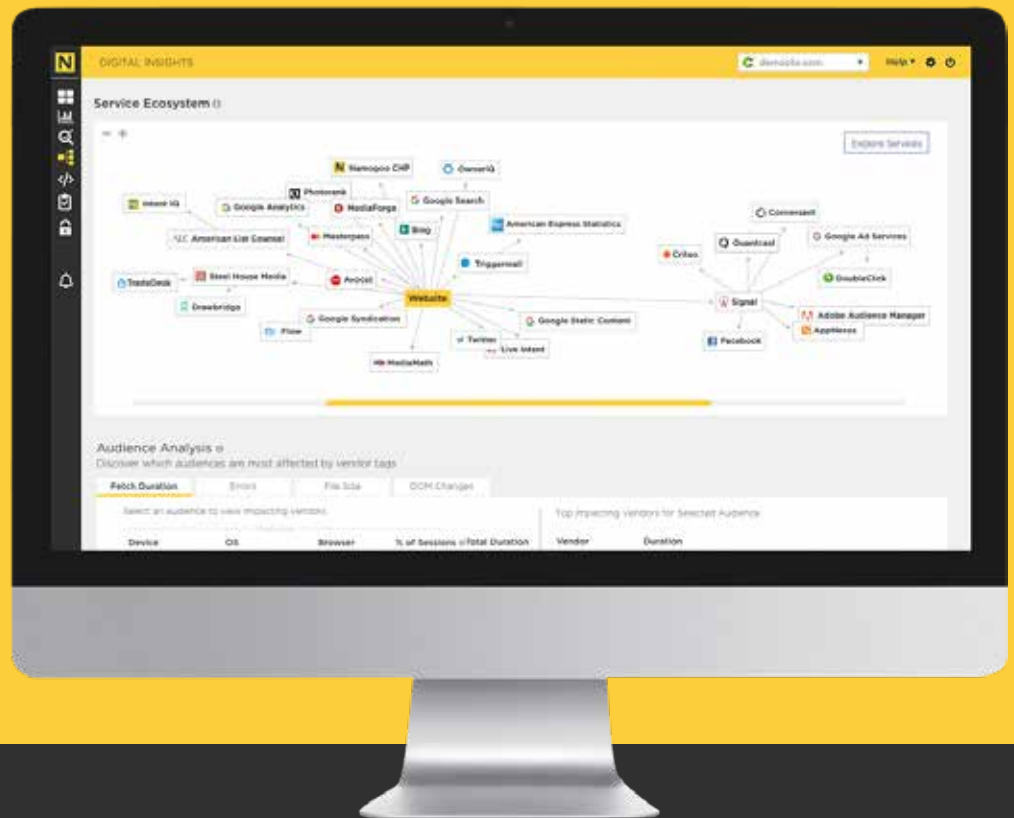 N
DIGITAL INSIGHTS
demosite.com
Help
Service Ecosystem
Explore Services
N Namogoo CHP
OwnerIQ
Photorank
Intent IQ
Google Analytics
MediaForge
Google Search
Conversant
Masterpass
Bing
American Express Statistics
American List Counsel
Quantcast
Google Ad Services
Criteo
Triggermail
Steel House Media
Avocet
DoubleClick
TradeDesk
Website
Signal
Drawbridge
Google Syndication
Google Static Content
Adobe Audience Manager
Flow
AppNexus
Twitter
Live Intent
Facebook
MediaMath
Audience Analysis
Discover which audiences are most affected by vendor tags
Fetch Duration
Errors
File Size
DOM Changes
Select an audience to view impacting vendors
Top Impacting Vendors for Selected Audience
Device
OS
Browser
% of Sessions
Total Duration
Vendor
Duration